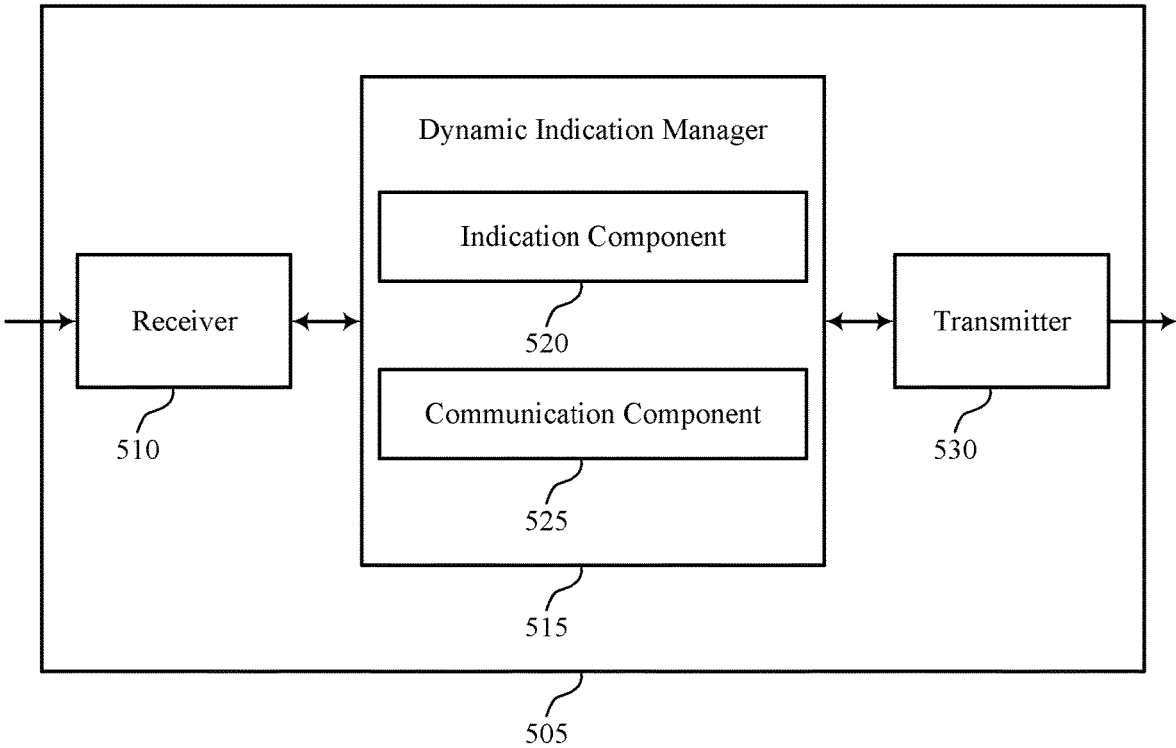 Dynamic Indication Manager
Indication Component
520
Receiver
510
Communication Component
525
Transmitter
530
515
505